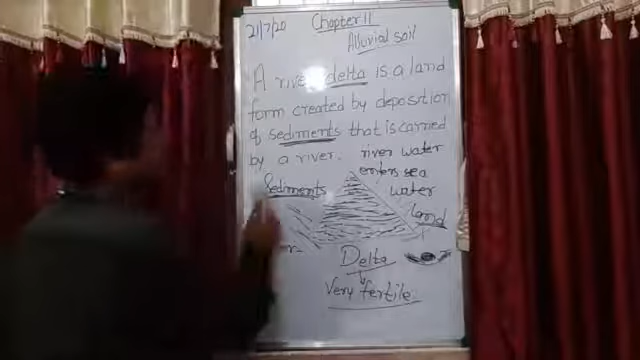 21/7/20 Chapter 11
Alluvial soil
A river delta is a land
form created by deposition
of sediments that is carried
by a river. river water
enters sea
Sediments water
land
Delta
Very fertile.